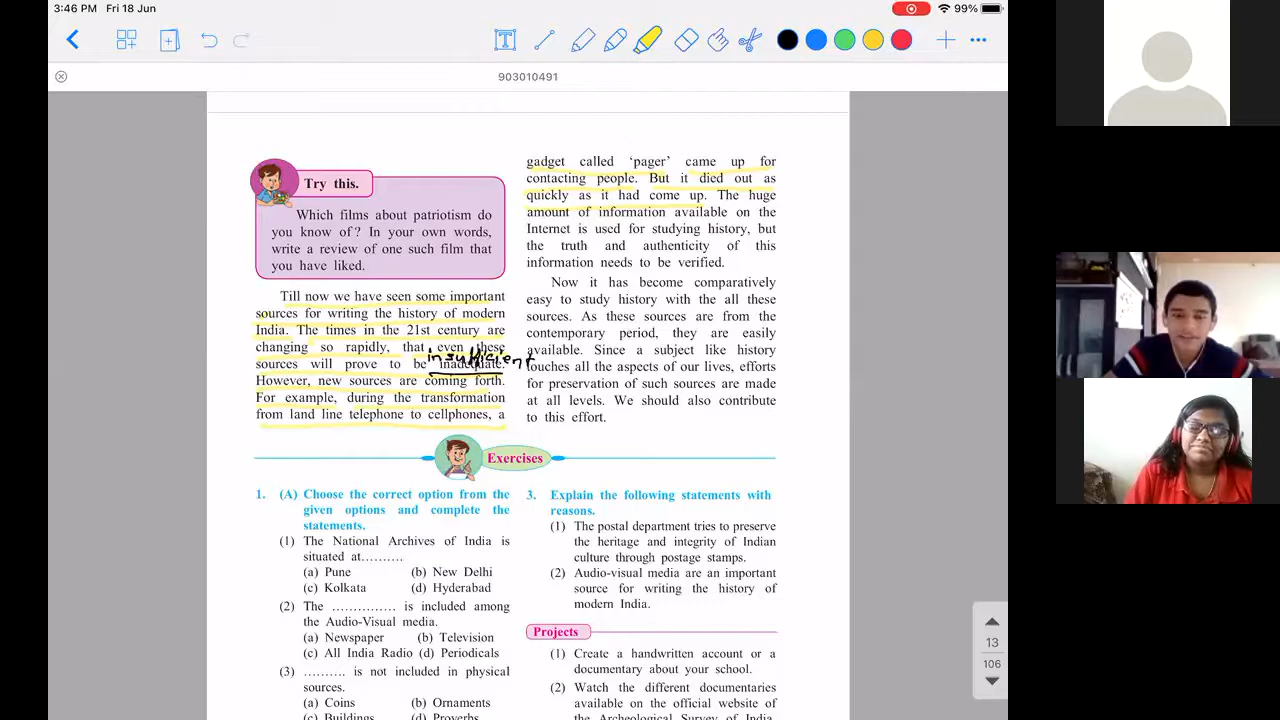 3:46 PM Fri 18 Jun
99%
903010491
Try this.
Which films about patriotism do
you know of? In your own words,
write a review of one such film that
you have liked.
Till now we have seen some important
sources for writing the history of modern
India. The times in the 21st century are
changing so rapidly, that even these
insufficient
sources will prove to be inadequate.
However, new sources are coming forth.
For example, during the transformation
from land line telephone to cellphones, a
gadget called ‘pager’ came up for
contacting people. But it died out as
quickly as it had come up. The huge
amount of information available on the
Internet is used for studying history, but
the truth and authenticity of this
information needs to be verified.
Now it has become comparatively
easy to study history with the all these
sources. As these sources are from the
contemporary period, they are easily
available. Since a subject like history
touches all the aspects of our lives, efforts
for preservation of such sources are made
at all levels. We should also contribute
to this effort.
Exercises
1. (A) Choose the correct option from the
given options and complete the
statements.
(1) The National Archives of India is
situated at..........
(a) Pune (b) New Delhi
(c) Kolkata (d) Hyderabad
(2) The ............... is included among
the Audio-Visual media.
(a) Newspaper (b) Television
(c) All India Radio (d) Periodicals
(3) .......... is not included in physical
sources.
(a) Coins (b) Ornaments
(c) Buildings (d) Proverbs
3. Explain the following statements with
reasons.
(1) The postal department tries to preserve
the heritage and integrity of Indian
culture through postage stamps.
(2) Audio-visual media are an important
source for writing the history of
modern India.
Projects
(1) Create a handwritten account or a
documentary about your school.
(2) Watch the different documentaries
available on the official website of
the Archeological Survey of India.
13
106